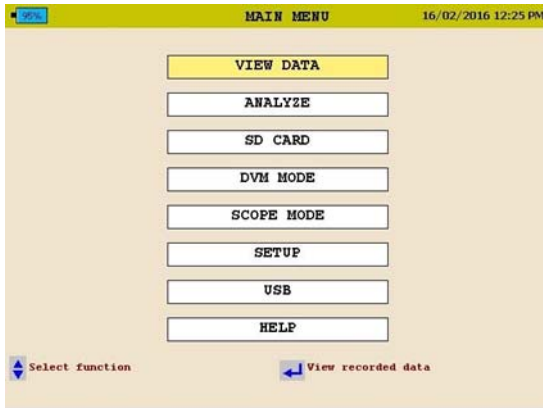 95% MAIN MENU 16/02/2016 12:25 PM
VIEW DATA
ANALYZE
SD CARD
DVM MODE
SCOPE MODE
SETUP
USB
HELP
Select function View recorded data